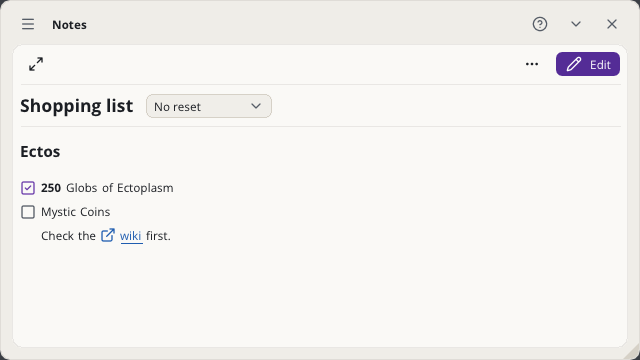 Notes
Edit
Shopping list
No reset
Ectos
250 Globs of Ectoplasm
Mystic Coins
Check the wiki first.